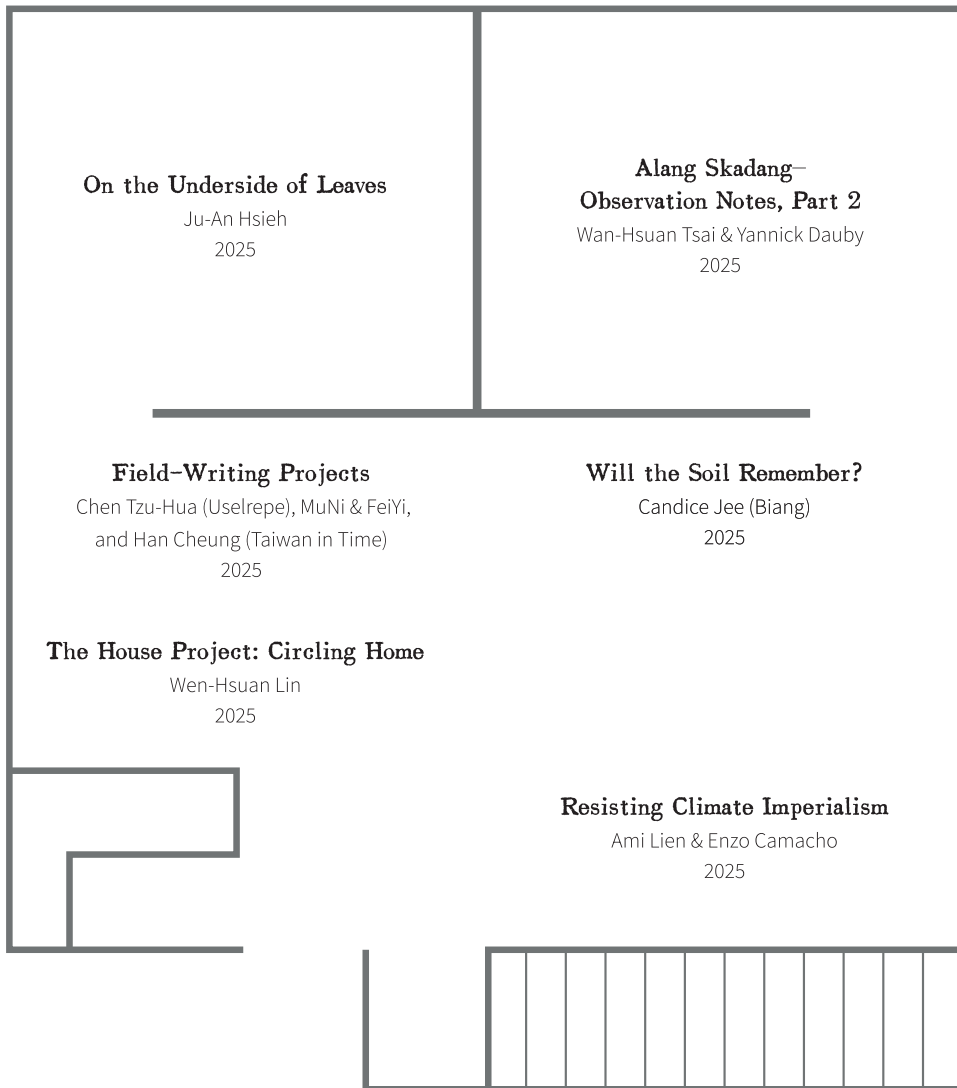 On the Underside of Leaves
Ju-An Hsieh
2025
Alang Skadang—
Observation Notes, Part 2
Wan-Hsuan Tsai & Yannick Dauby
2025
Field-Writing Projects
Chen Tzu-Hua (Uselrepe), MuNi & FeiYi,
and Han Cheung (Taiwan in Time)
2025
Will the Soil Remember?
Candice Jee (Biang)
2025
The House Project: Circling Home
Wen-Hsuan Lin
2025
Resisting Climate Imperialism
Ami Lien & Enzo Camacho
2025